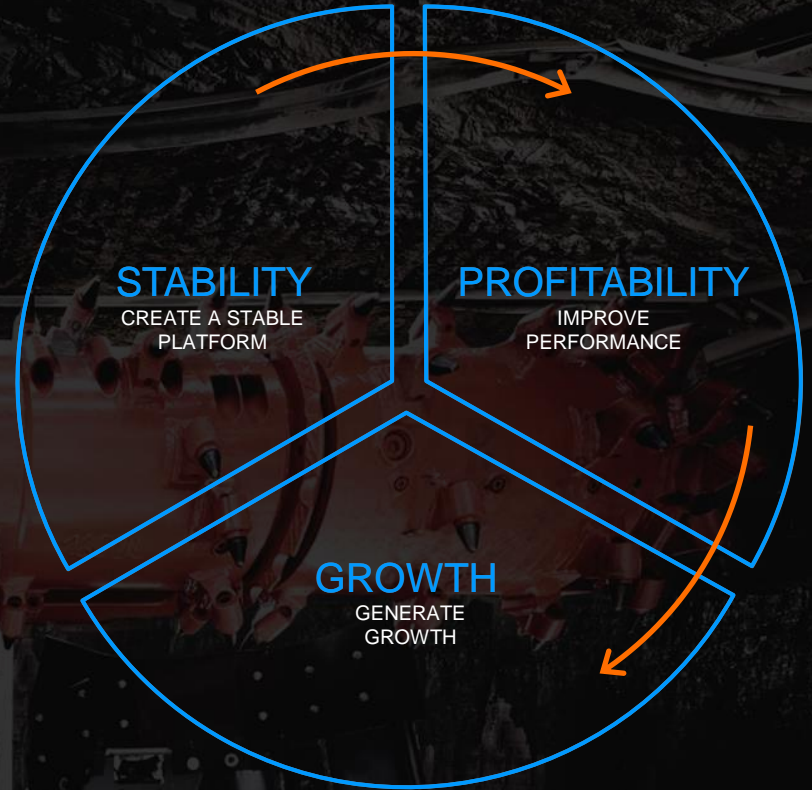 STABILITY
CREATE A STABLE
PLATFORM
PROFITABILITY
IMPROVE
PERFORMANCE
GROWTH
GENERATE
GROWTH